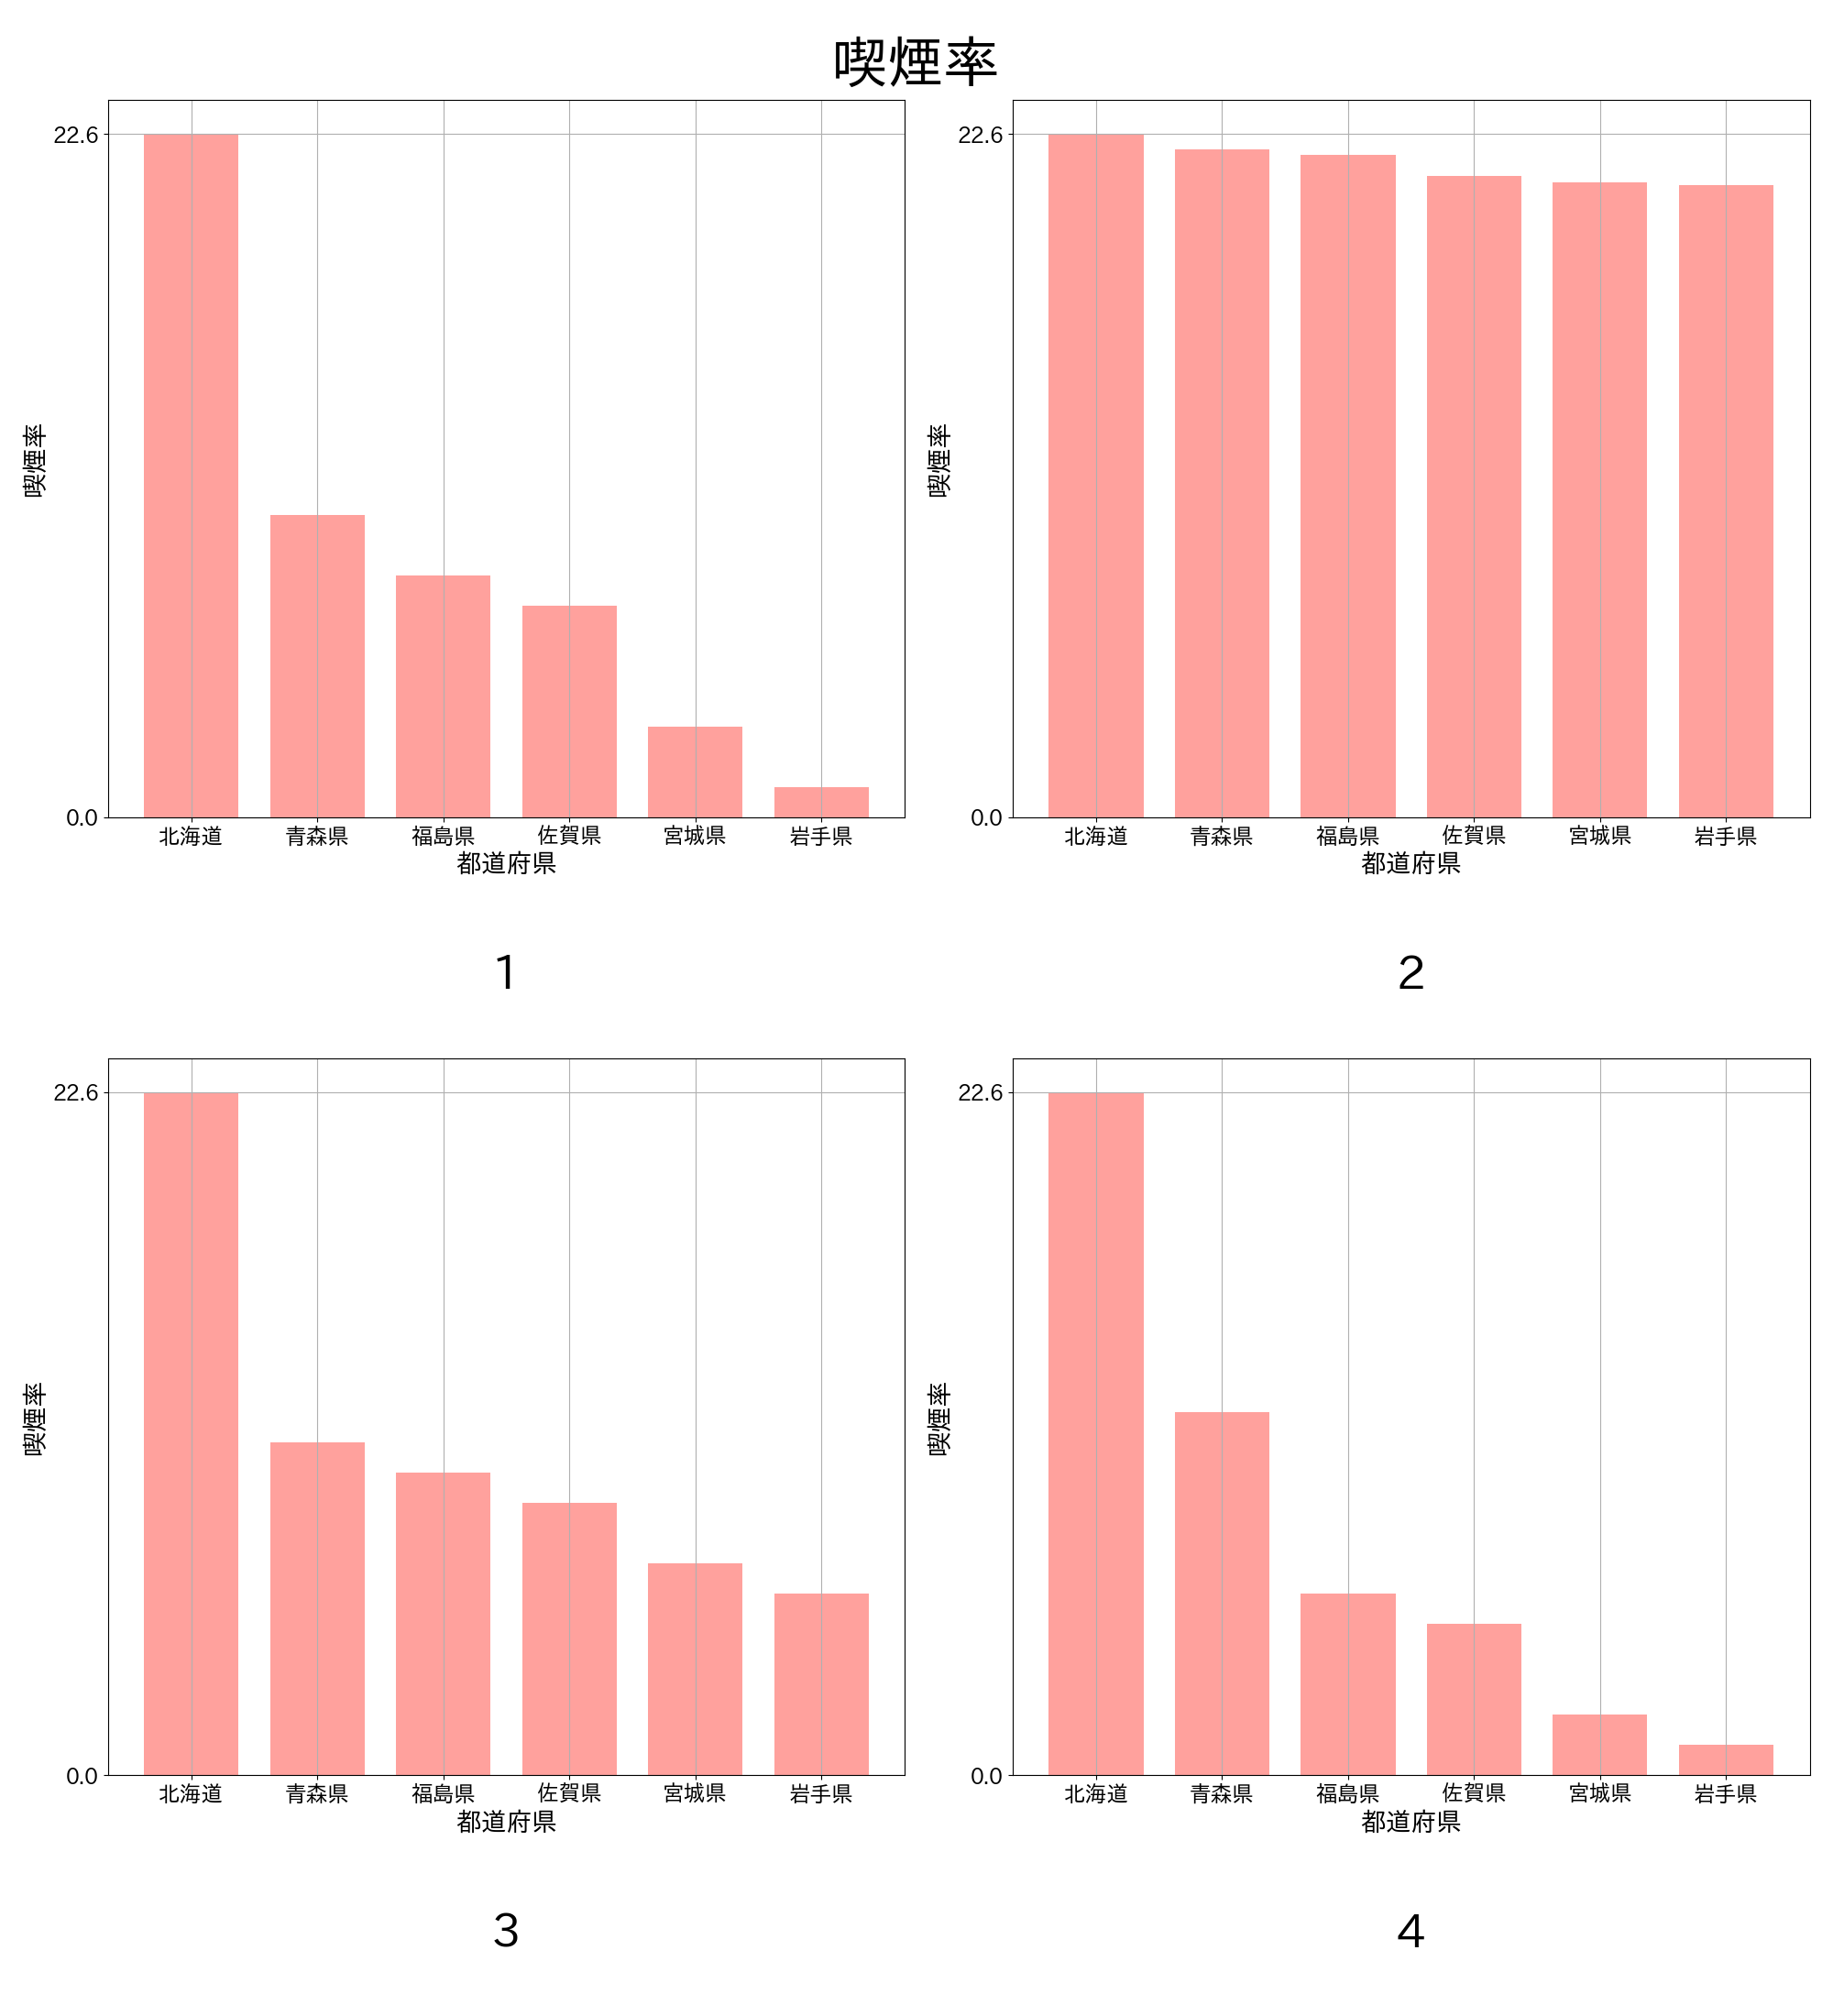 喫煙率
22.6
0.0
喫煙率
北海道 青森県 福島県 佐賀県 宮城県 岩手県
都道府県
1
22.6
0.0
喫煙率
北海道 青森県 福島県 佐賀県 宮城県 岩手県
都道府県
2
22.6
0.0
喫煙率
北海道 青森県 福島県 佐賀県 宮城県 岩手県
都道府県
3
22.6
0.0
喫煙率
北海道 青森県 福島県 佐賀県 宮城県 岩手県
都道府県
4